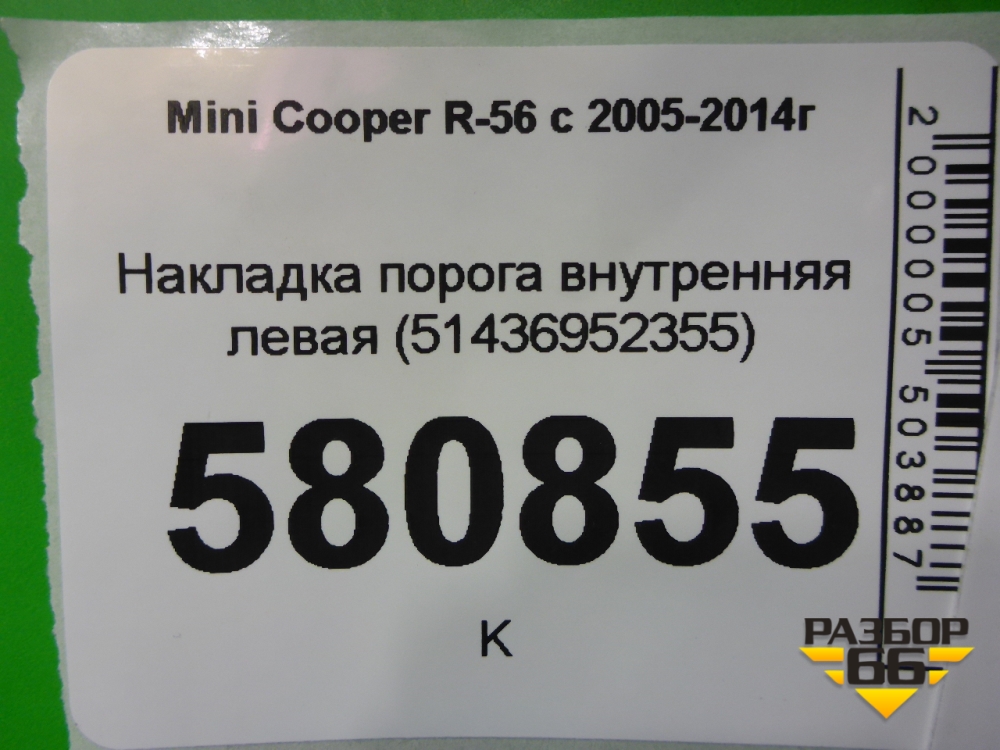 Mini Cooper R-56 с 2005-2014г
Накладка порога внутренняя
левая (51436952355)
580855
К
2000005503887
РАЗБОР
66